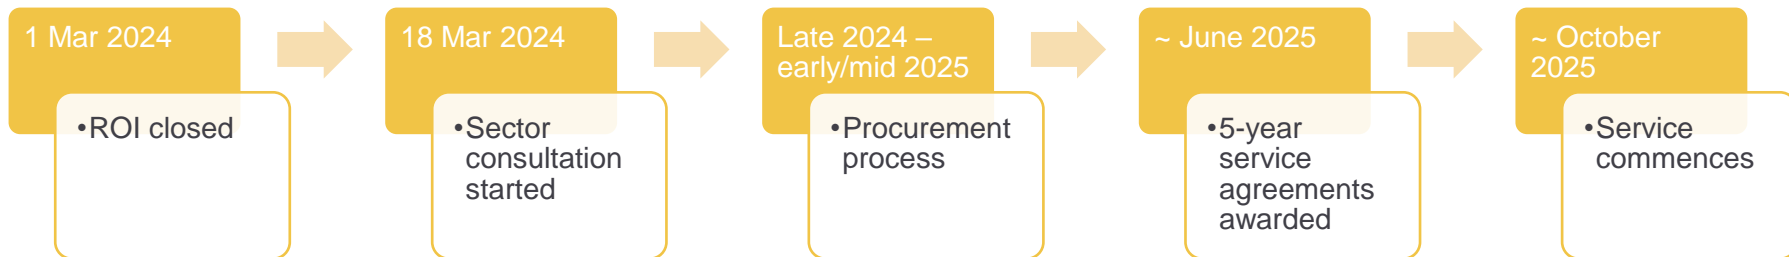 1 Mar 2024
•ROI closed
18 Mar 2024
•Sector
consultation
started
Late 2024 –
early/mid 2025
•Procurement
process
~ June 2025
•5-year
service
agreements
awarded
~ October
2025
•Service
commences